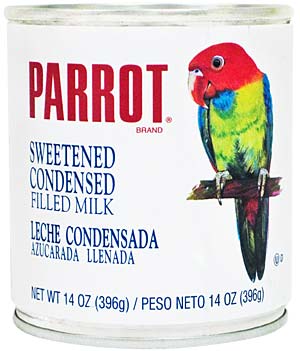 PARROT®
BRAND
SWEETENED
CONDENSED
FILLED MILK
LECHE CONDENSADA
AZUCARADA LLENADA
U D
NET WT 14 OZ (396g) / PESO NETO 14 OZ (396g)